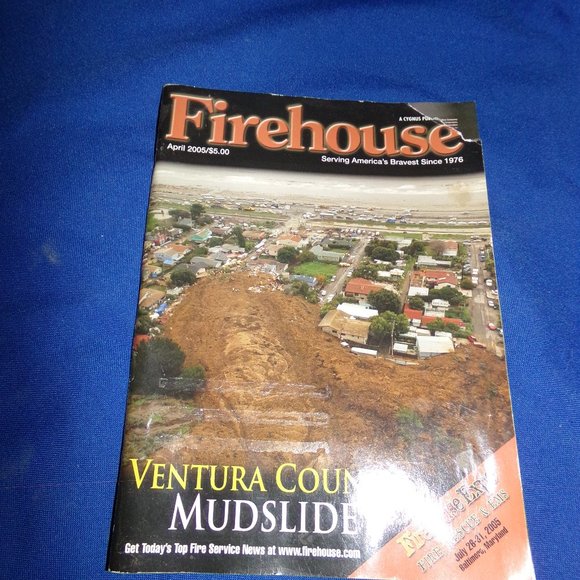 Firehouse
A CYGNUS
April 2005/$5.00
Serving America's Bravest Since 1976
VENTURA COUN
MUDSLIDE
Get Today's Top Fire Service News at www.firehouse.com
July 26-31, 2005
Baltimore, Maryland